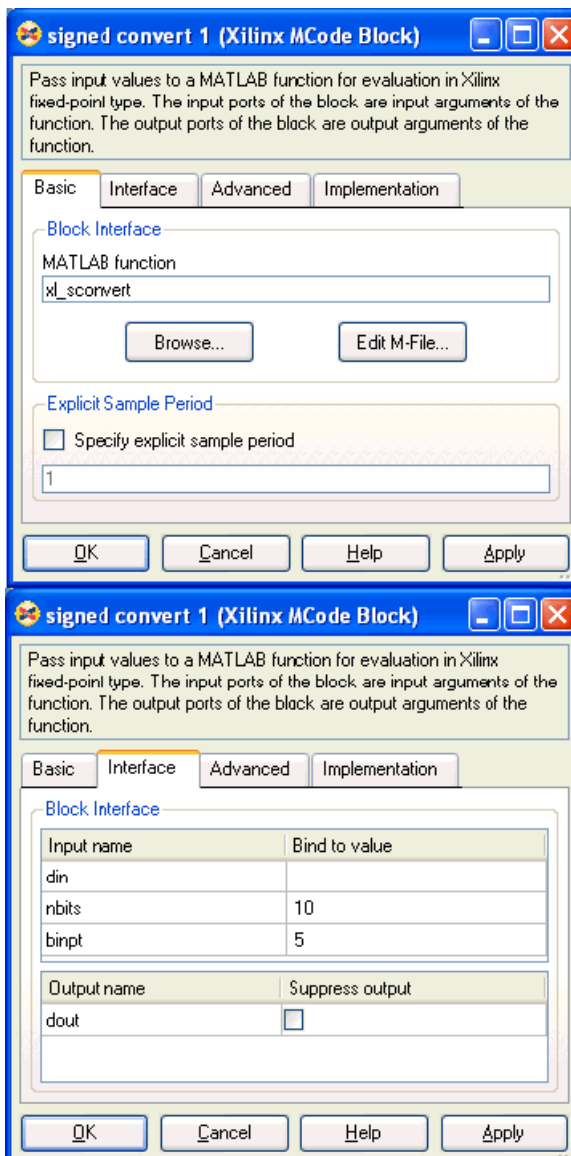 signed convert 1 (Xilinx MCode Block)
Pass input values to a MATLAB function for evaluation in Xilinx
fixed-point type. The input ports of the block are input arguments of the
function. The output ports of the block are output arguments of the
function.
Basic Interface Advanced Implementation
Block Interface
MATLAB function
xl_sconvert
Browse... Edit M-File...
Explicit Sample Period
Specify explicit sample period
1
OK Cancel Help Apply
signed convert 1 (Xilinx MCode Block)
Pass input values to a MATLAB function for evaluation in Xilinx
fixed-point type. The input ports of the block are input arguments of the
function. The output ports of the block are output arguments of the
function.
Basic Interface Advanced Implementation
Block Interface
Input name Bind to value
din
nbits 10
binpt 5
Output name Suppress output
dout
OK Cancel Help Apply